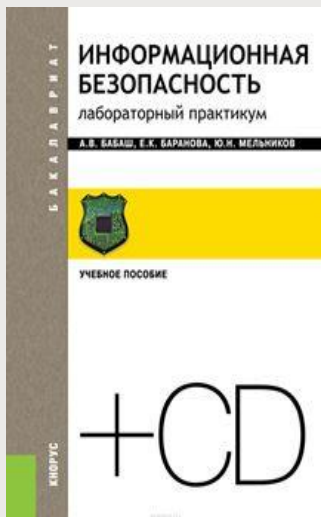 БАКАЛАВРИАТ
ИНФОРМАЦИОННАЯ
БЕЗОПАСНОСТЬ
лабораторный практикум
А.В. БАБАШ, Е.К. БАРАНОВА, Ю.Н. МЕЛЬНИКОВ
УЧЕБНОЕ ПОСОБИЕ
+CD
КНОРУС